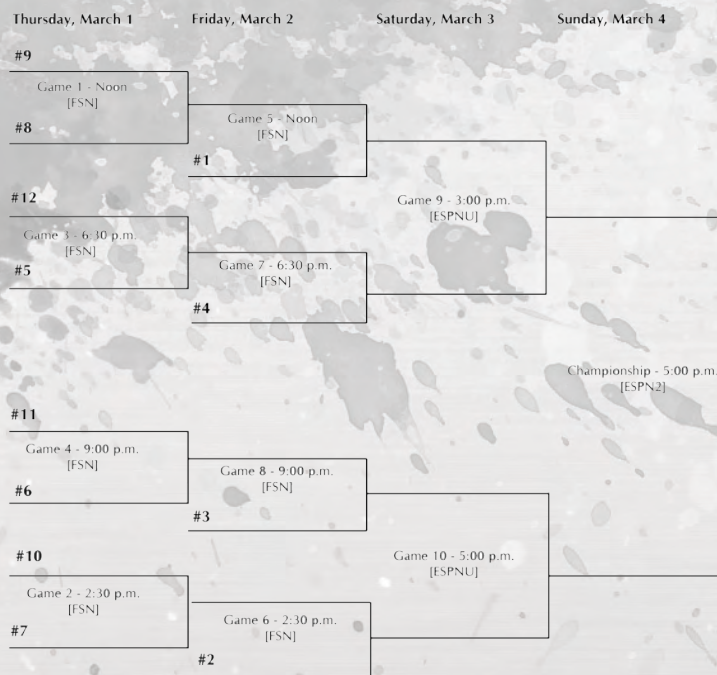 Thursday, March 1
Friday, March 2
Saturday, March 3
Sunday, March 4
#9
Game 1 - Noon
[FSN]
#8
Game 5 - Noon
[FSN]
#1
#12
Game 3 - 6:30 p.m.
[FSN]
#5
Game 7 - 6:30 p.m.
[FSN]
#4
Game 9 - 3:00 p.m.
[ESPNU]
Championship - 5:00 p.m.
[ESPN2]
#11
Game 4 - 9:00 p.m.
[FSN]
#6
Game 8 - 9:00 p.m.
[FSN]
#3
#10
Game 2 - 2:30 p.m.
[FSN]
#7
Game 6 - 2:30 p.m.
[FSN]
#2
Game 10 - 5:00 p.m.
[ESPNU]